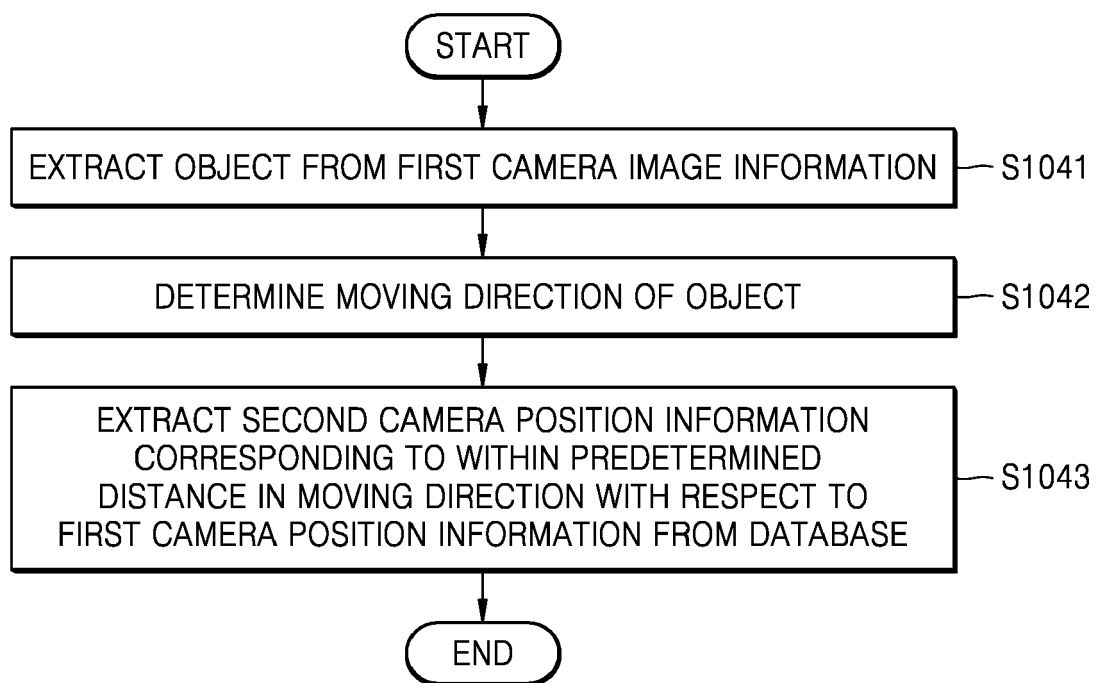 START
EXTRACT OBJECT FROM FIRST CAMERA IMAGE INFORMATION
S1041
DETERMINE MOVING DIRECTION OF OBJECT
S1042
EXTRACT SECOND CAMERA POSITION INFORMATION
CORRESPONDING TO WITHIN PREDETERMINED
DISTANCE IN MOVING DIRECTION WITH RESPECT TO
FIRST CAMERA POSITION INFORMATION FROM DATABASE
S1043
END